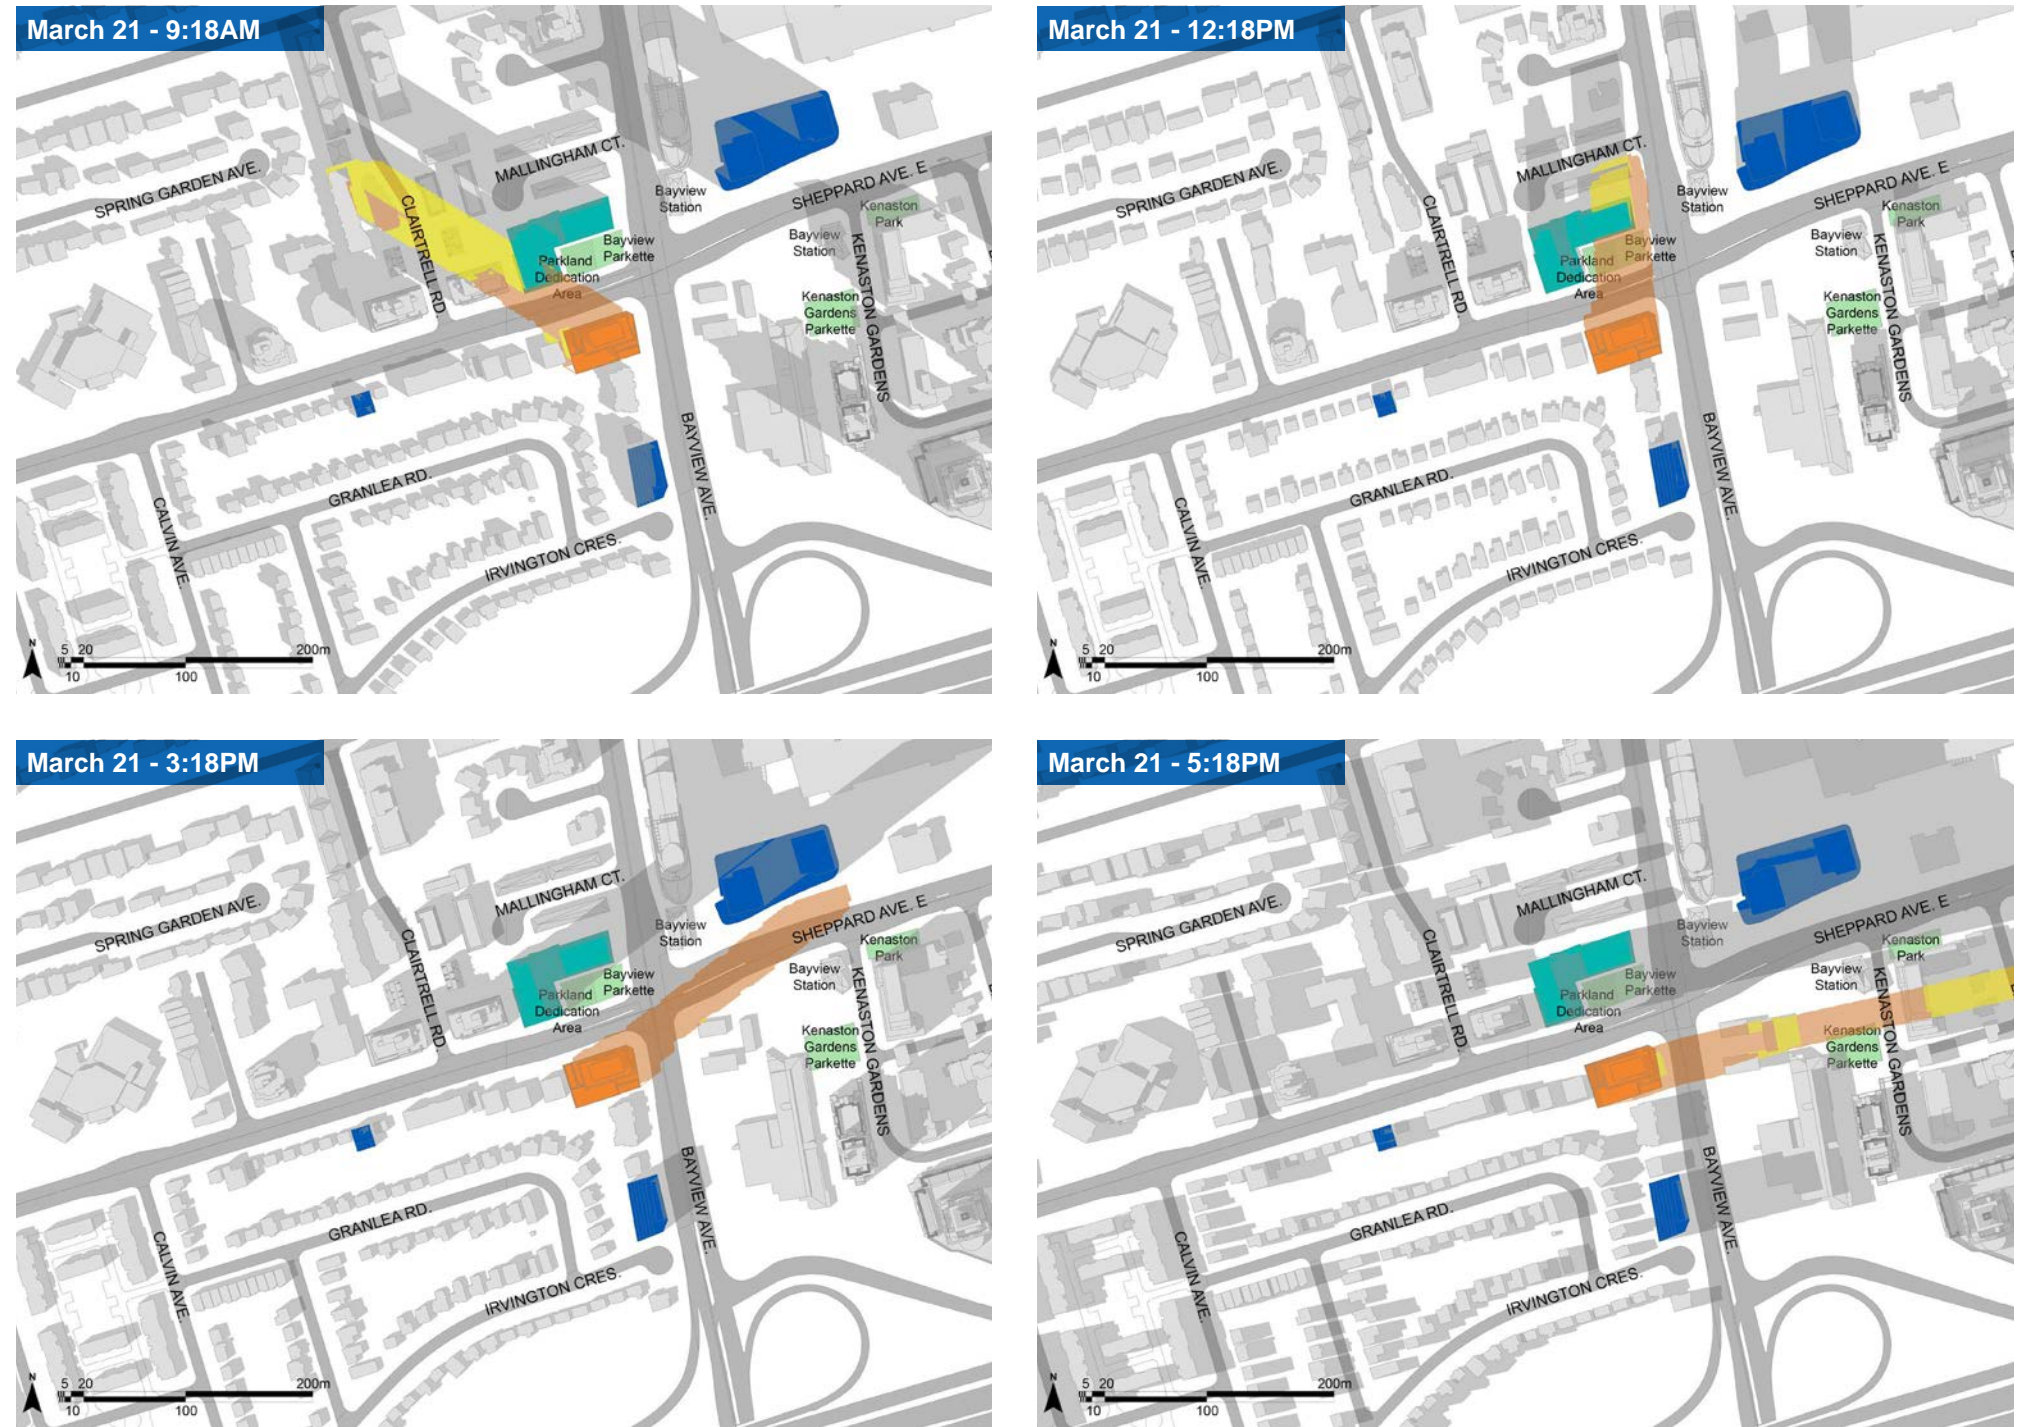 March 21 - 9:18AM
MALLINGHAM CT.
SPRING GARDEN AVE.
CLAIRTRELL RD.
Bayview
Station
SHEPPARD AVE. E
Kenaston
Park
Bayview
Station
Bayview
Parkette
Parkland
Dedication
Area
KENASTON GARDENS
Kenaston
Gardens
Parkette
BAYVIEW AVE.
GRANLEA RD.
CALVIN AVE.
IRVINGTON CRES.
N
5 20 200m
10 100
March 21 - 12:18PM
MALLINGHAM CT.
SPRING GARDEN AVE.
CLAIRTRELL RD.
Bayview
Station
SHEPPARD AVE. E
Kenaston
Park
Bayview
Station
Bayview
Parkette
Parkland
Dedication
Area
KENASTON GARDENS
Kenaston
Gardens
Parkette
BAYVIEW AVE.
GRANLEA RD.
CALVIN AVE.
IRVINGTON CRES.
N
5 20 200m
10 100
March 21 - 3:18PM
MALLINGHAM CT.
SPRING GARDEN AVE.
CLAIRTRELL RD.
Bayview
Station
SHEPPARD AVE. E
Kenaston
Park
Bayview
Station
Bayview
Parkette
Parkland
Dedication
Area
KENASTON GARDENS
Kenaston
Gardens
Parkette
BAYVIEW AVE.
GRANLEA RD.
CALVIN AVE.
IRVINGTON CRES.
N
5 20 200m
10 100
March 21 - 5:18PM
MALLINGHAM CT.
SPRING GARDEN AVE.
CLAIRTRELL RD.
Bayview
Station
SHEPPARD AVE. E
Kenaston
Park
Bayview
Station
Bayview
Parkette
Parkland
Dedication
Area
KENASTON GARDENS
Kenaston
Gardens
Parkette
BAYVIEW AVE.
GRANLEA RD.
CALVIN AVE.
IRVINGTON CRES.
N
5 20 200m
10 100